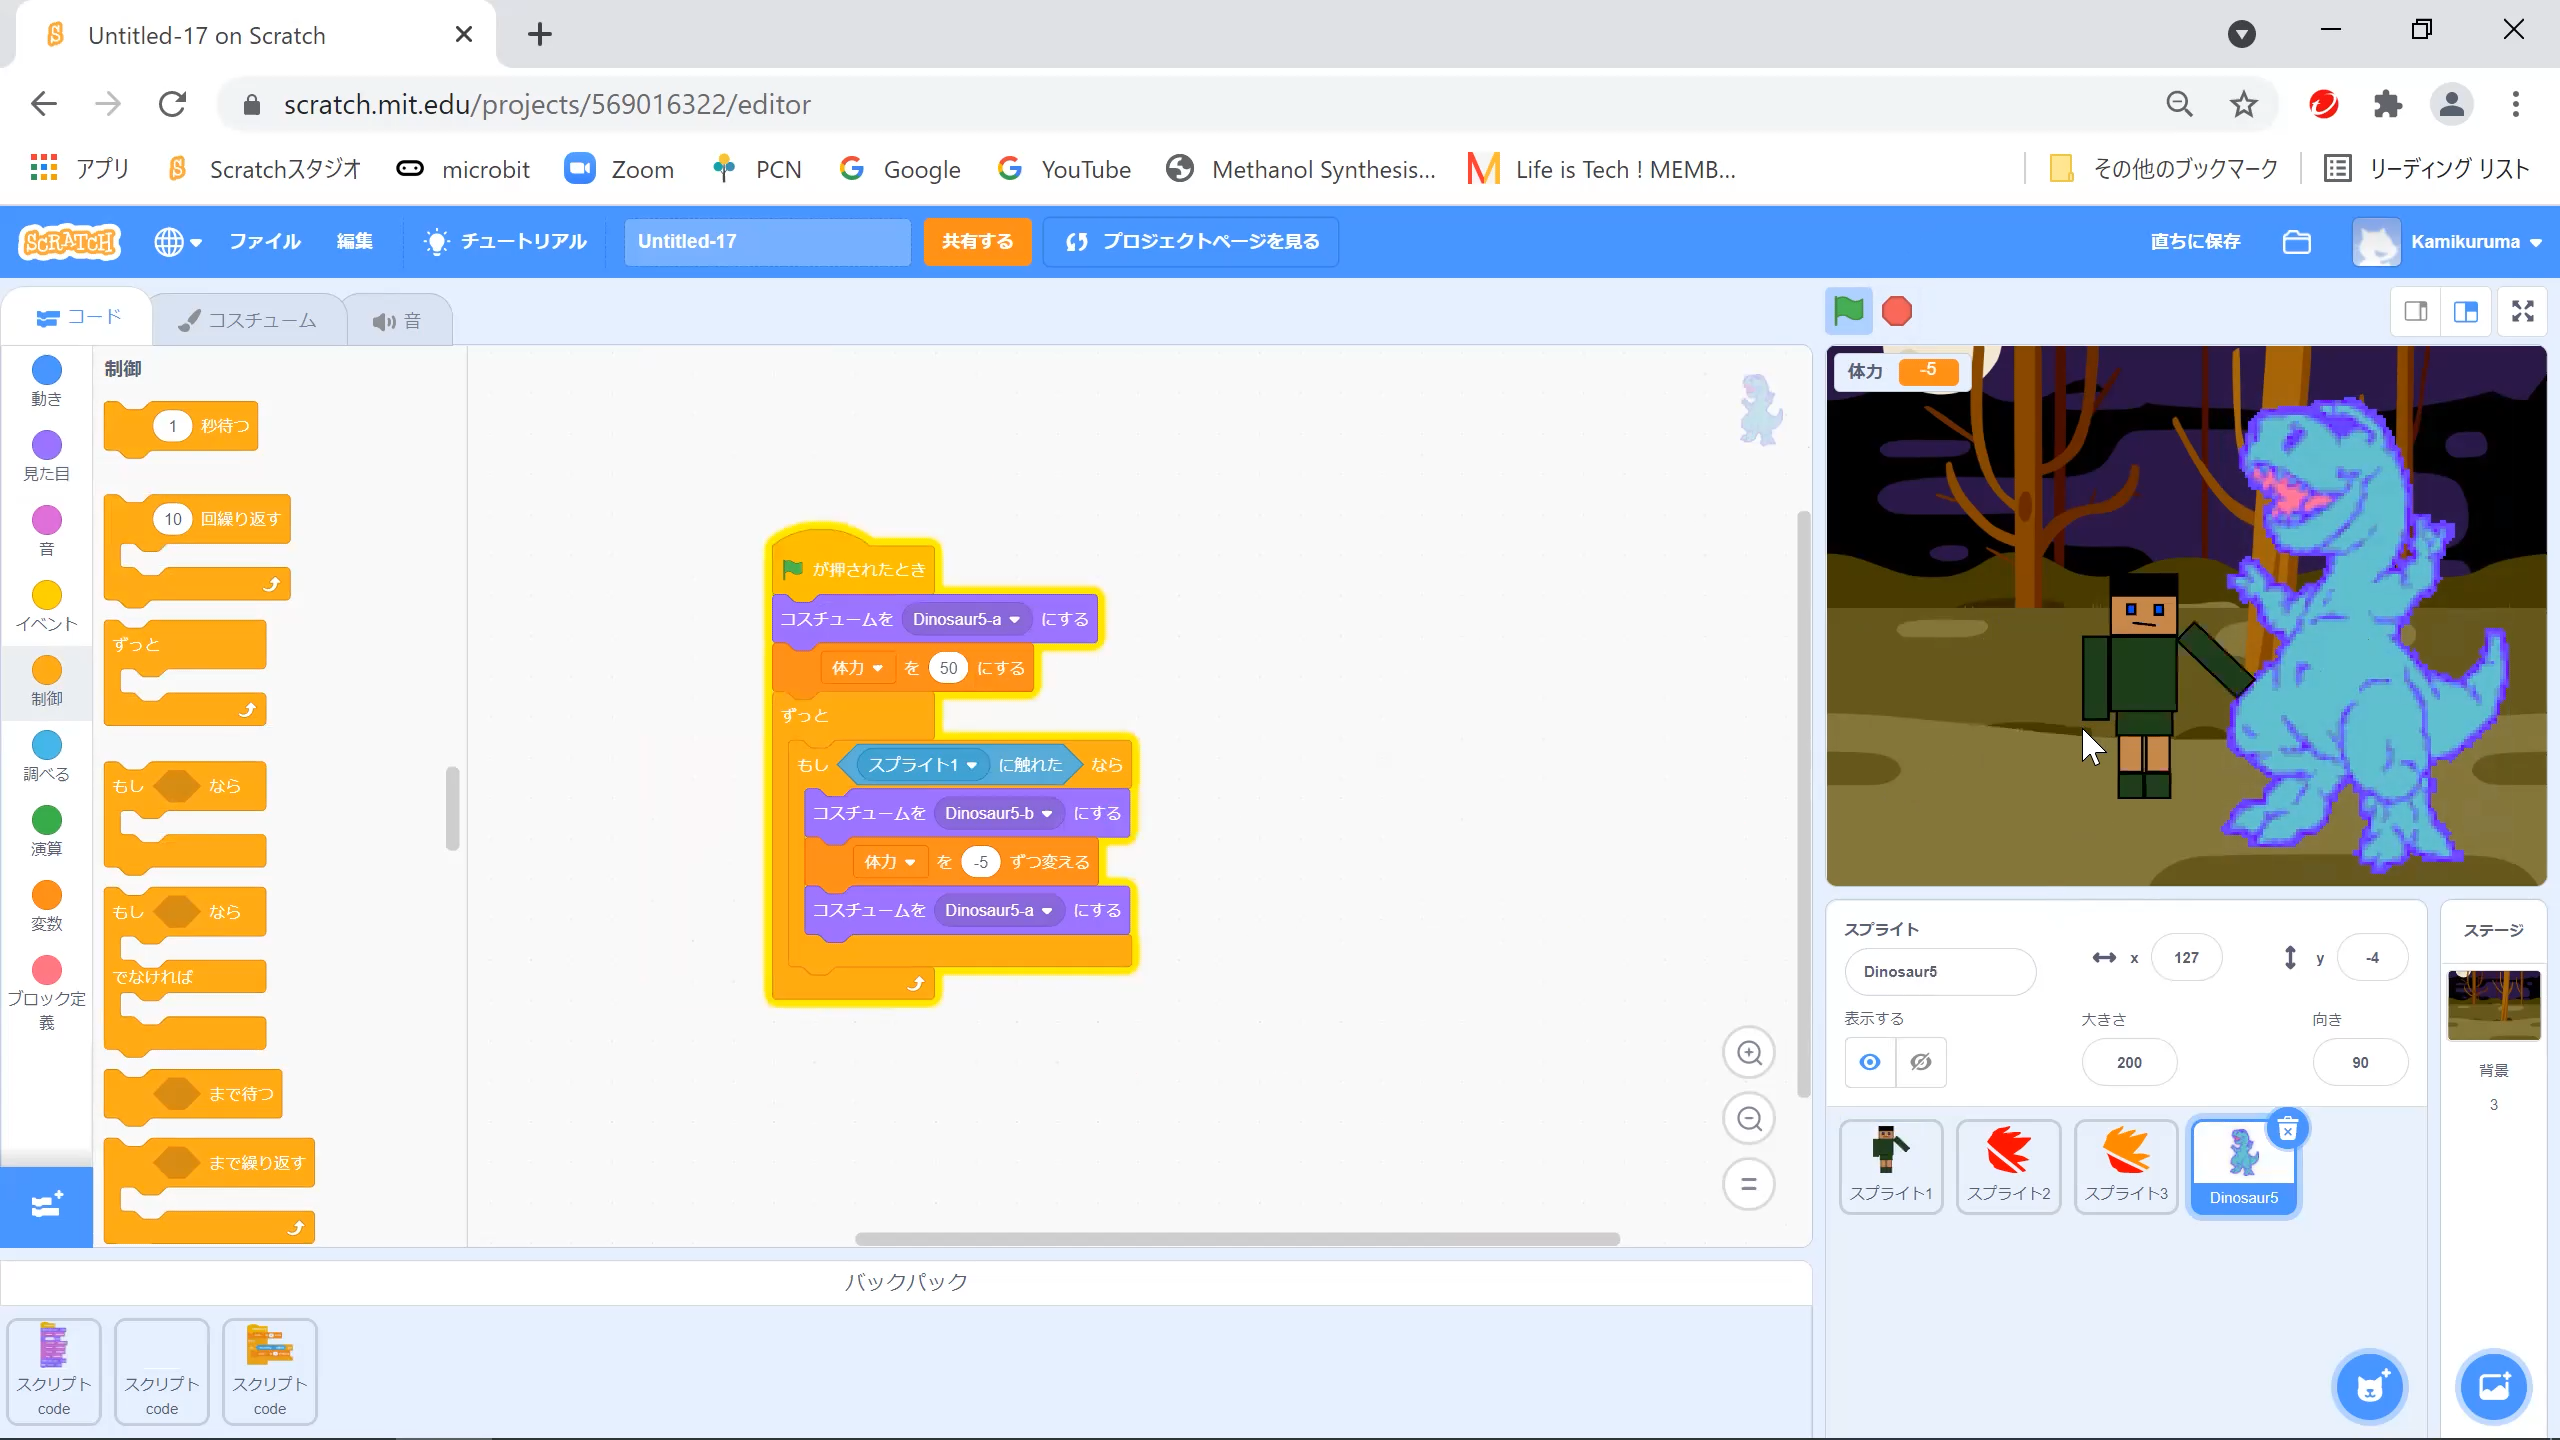 Untitled-17 on Scratch
scratch.mit.edu/projects/569016322/editor
アプリ
Scratchスタジオ
microbit
Zoom
PCN
Google
YouTube
Methanol Synthesis...
Life is Tech ! MEMB...
その他のブックマーク
リーディング リスト
SCRATCH
ファイル
編集
チュートリアル
Untitled-17
共有する
プロジェクトページを見る
直ちに保存
Kamikuruma
コード
コスチューム
音
動き
見た目
音
イベント
制御
調べる
演算
変数
ブロック定
義
制御
1 秒待つ
10 回繰り返す
ずっと
もし なら
もし なら
でなければ
まで待つ
まで繰り返す
が押されたとき
コスチュームを Dinosaur5-a にする
体力 を 50 にする
ずっと
もし スプライト1 に触れた なら
コスチュームを Dinosaur5-b にする
体力 を -5 ずつ変える
コスチュームを Dinosaur5-a にする
体力 -5
スプライト
Dinosaur5
x 127
y -4
表示する
大きさ
200
向き
90
スプライト1
スプライト2
スプライト3
Dinosaur5
ステージ
背景
3
バックパック
スクリプト
code
スクリプト
code
スクリプト
code